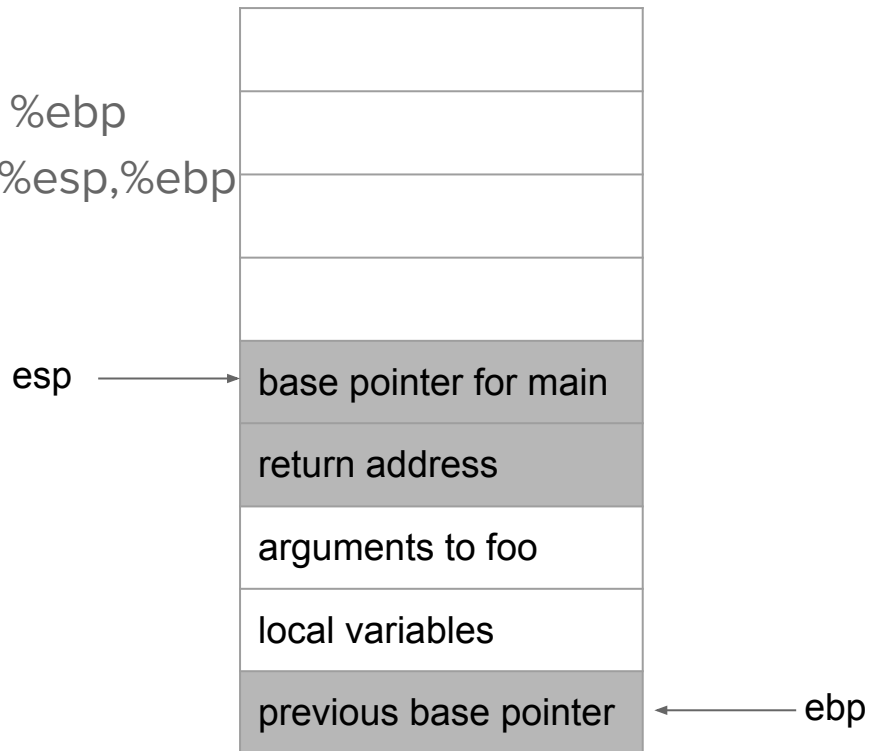 %ebp
%esp,%ebp
esp
base pointer for main
return address
arguments to foo
local variables
previous base pointer
ebp